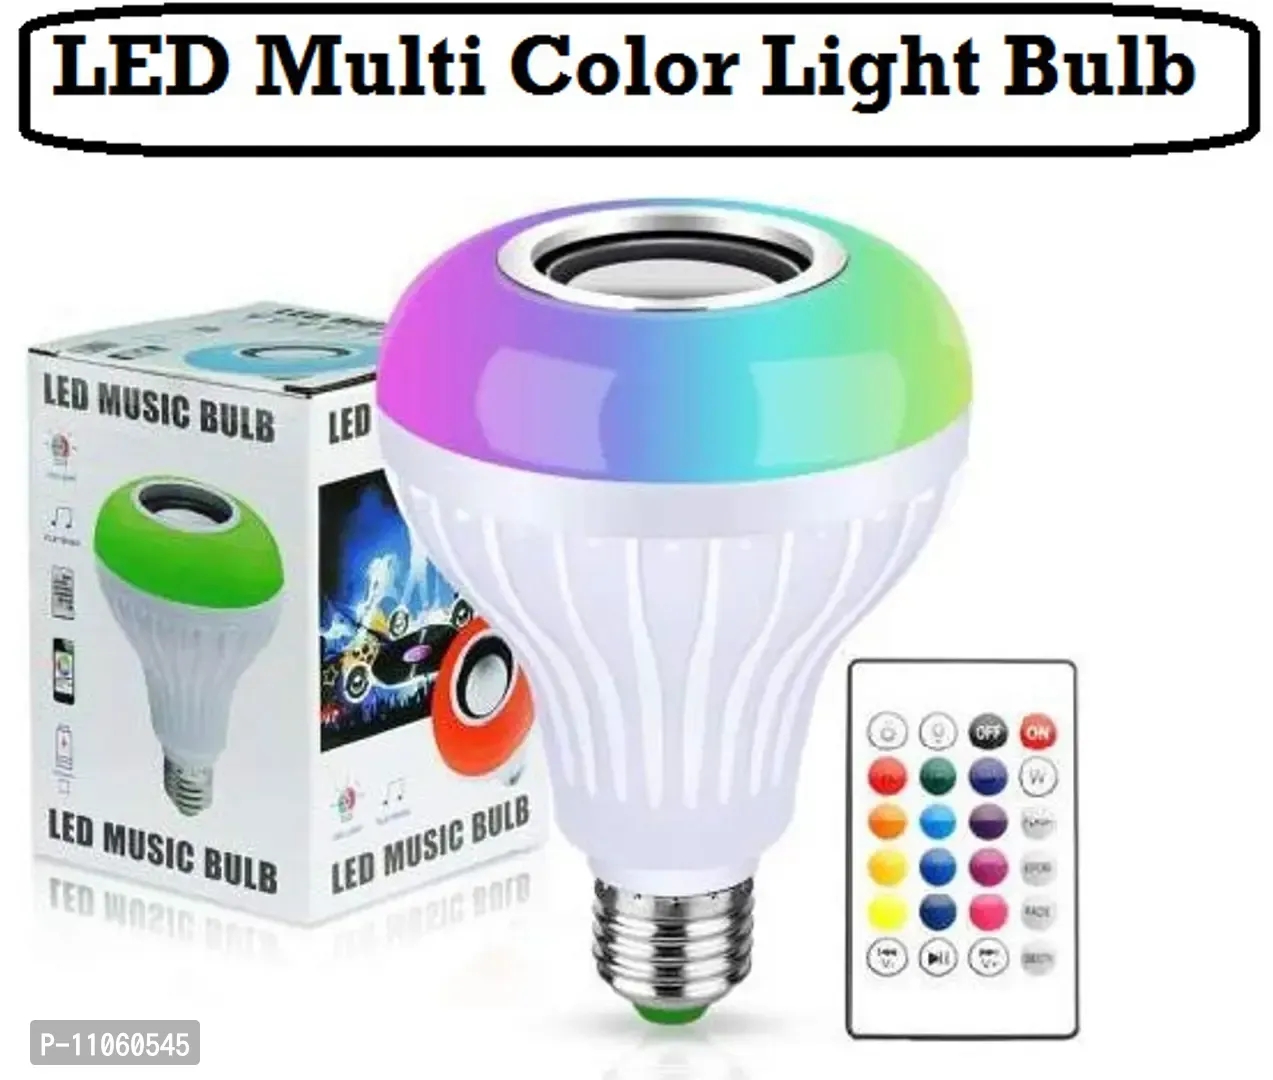 LED Multi Color Light Bulb
LED MUSIC BULB
LED
LED MUSIC BULB
LED MUSIC BULB
OFF
ON
W
V-
V+
P-11060545